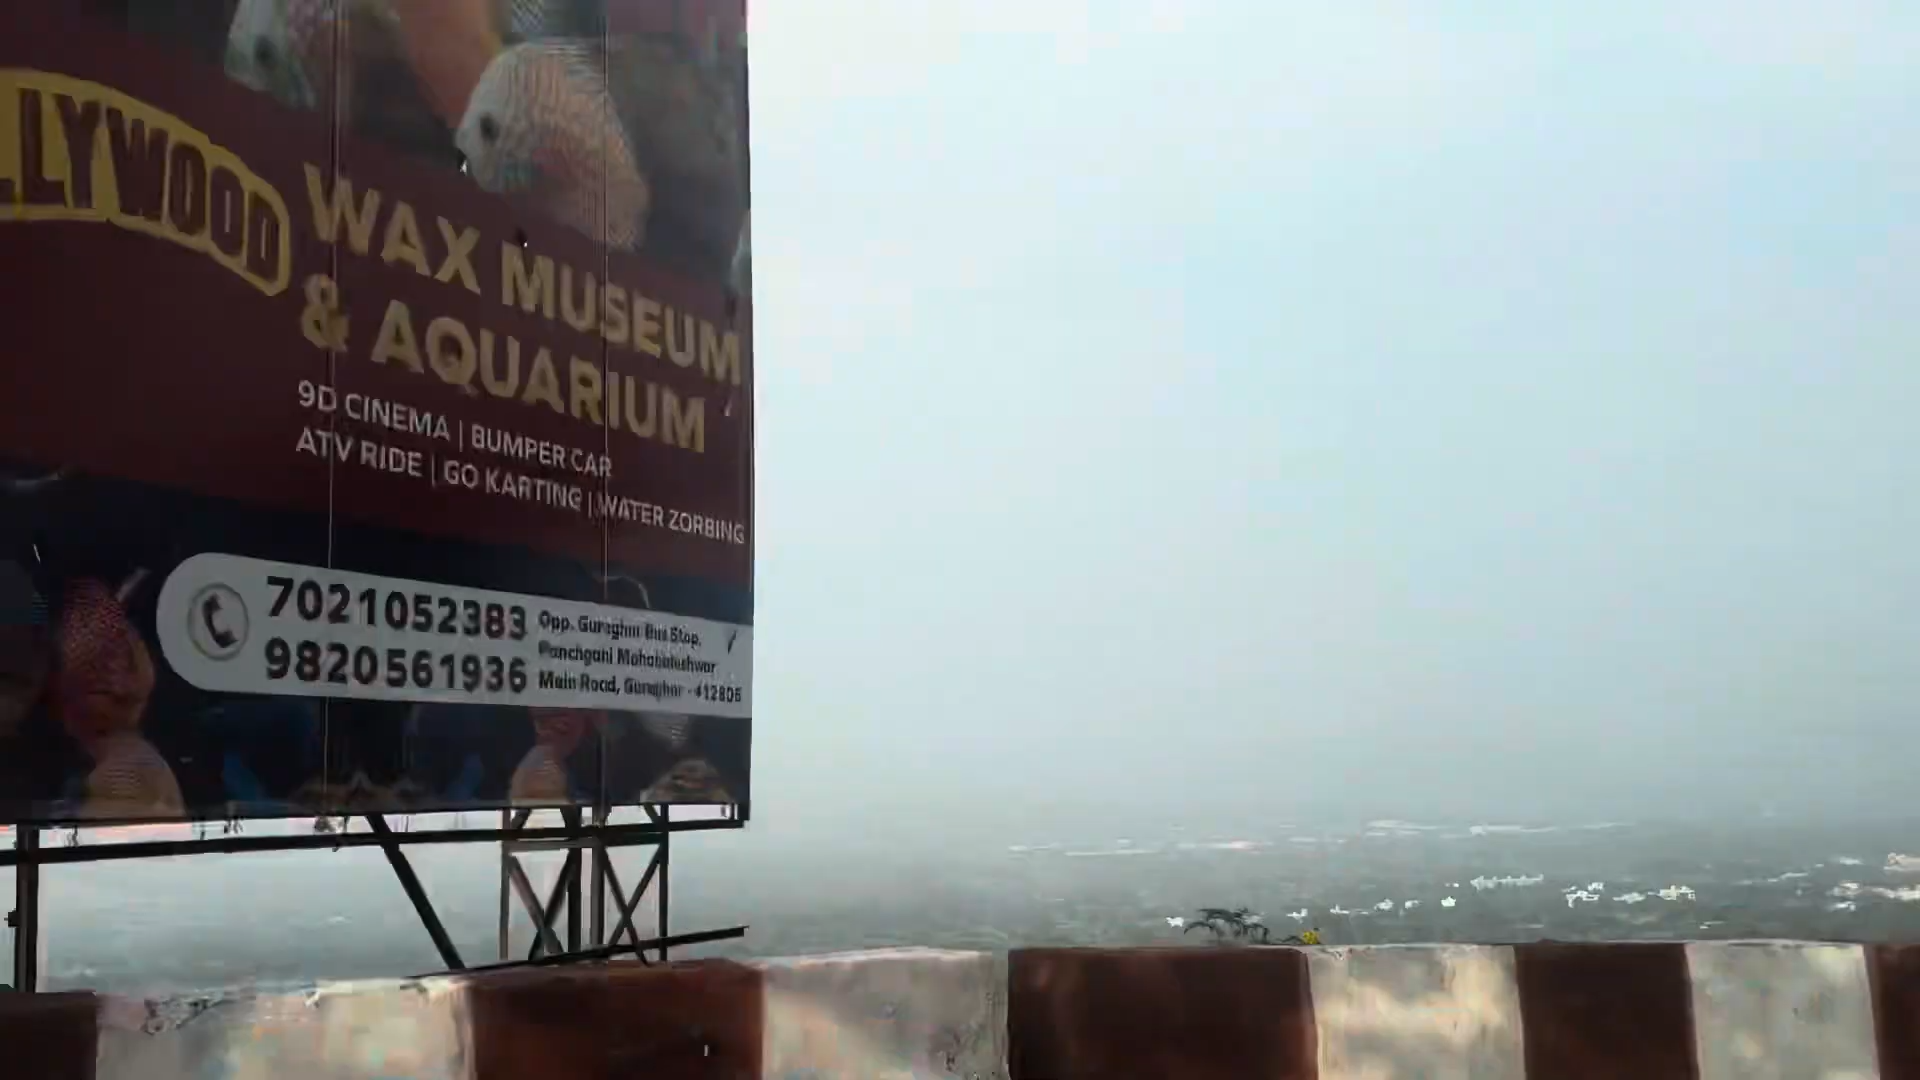 LLYWOOD
WAX MUSEUM
& AQUARIUM
9D CINEMA | BUMPER CAR
ATV RIDE | GO KARTING | WATER ZORBING
7021052383
9820561936
Opp. Gureghar Bus Stop,
Panchgani Mahabaleshwar
Main Road, Gureghar - 412806